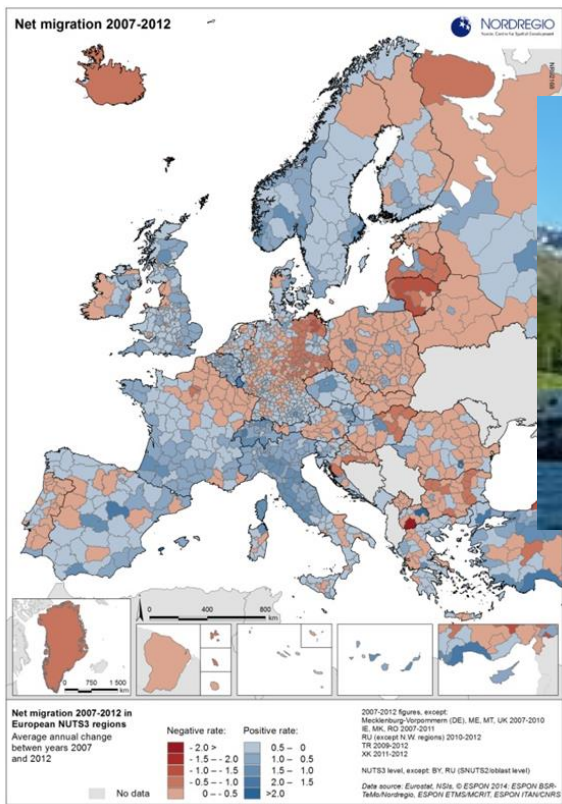 Net migration 2007-2012
NORDREGIO
Nordic Centre for Spatial Development
0 400 800
km
0 750 1 500
km
Net migration 2007-2012 in
European NUTS3 regions
Average annual change
betwen years 2007
and 2012
No data
Negative rate:
- 2.0 >
- 1.5 – - 2.0
- 1.0 – - 1.5
- 0.5 – - 1.0
0 – - 0.5
Positive rate:
0.5 – 0
1.0 – 0.5
1.5 – 1.0
2.0 – 1.5
>2.0
2007-2012 figures, except:
Mecklenburg-Vorpommern (DE), ME, MT, UK 2007-2010
IE, MK, RO 2007-2011
RU (except N.W. regions) 2010-2012
TR 2009-2012
XK 2011-2012
NUTS3 level, except: BY, RU (SNUTS2/oblast level)
Data source: Eurostat, NSIs, © ESPON 2014. ESPON BSR-
TeMo/Nordregio, ESPON ETMS/MCRIT, ESPON ITAN/CNRS